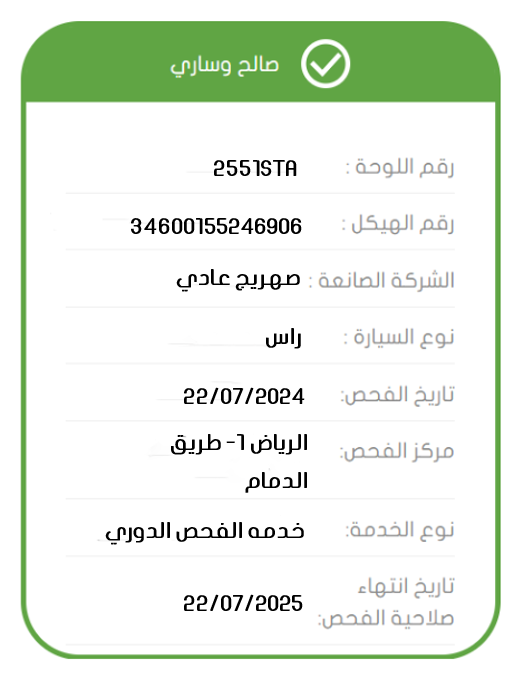 صالح وساري
رقم اللوحة : 2551STA
رقم الهيكل : 34600155246906
الشركة الصانعة : صهريج عادي
نوع السيارة : راس
تاريخ الفحص: 22/07/2024
مركز الفحص: الرياض 1- طريق
الدمام
نوع الخدمة: خدمه الفحص الدوري
تاريخ انتهاء
صلاحية الفحص: 22/07/2025